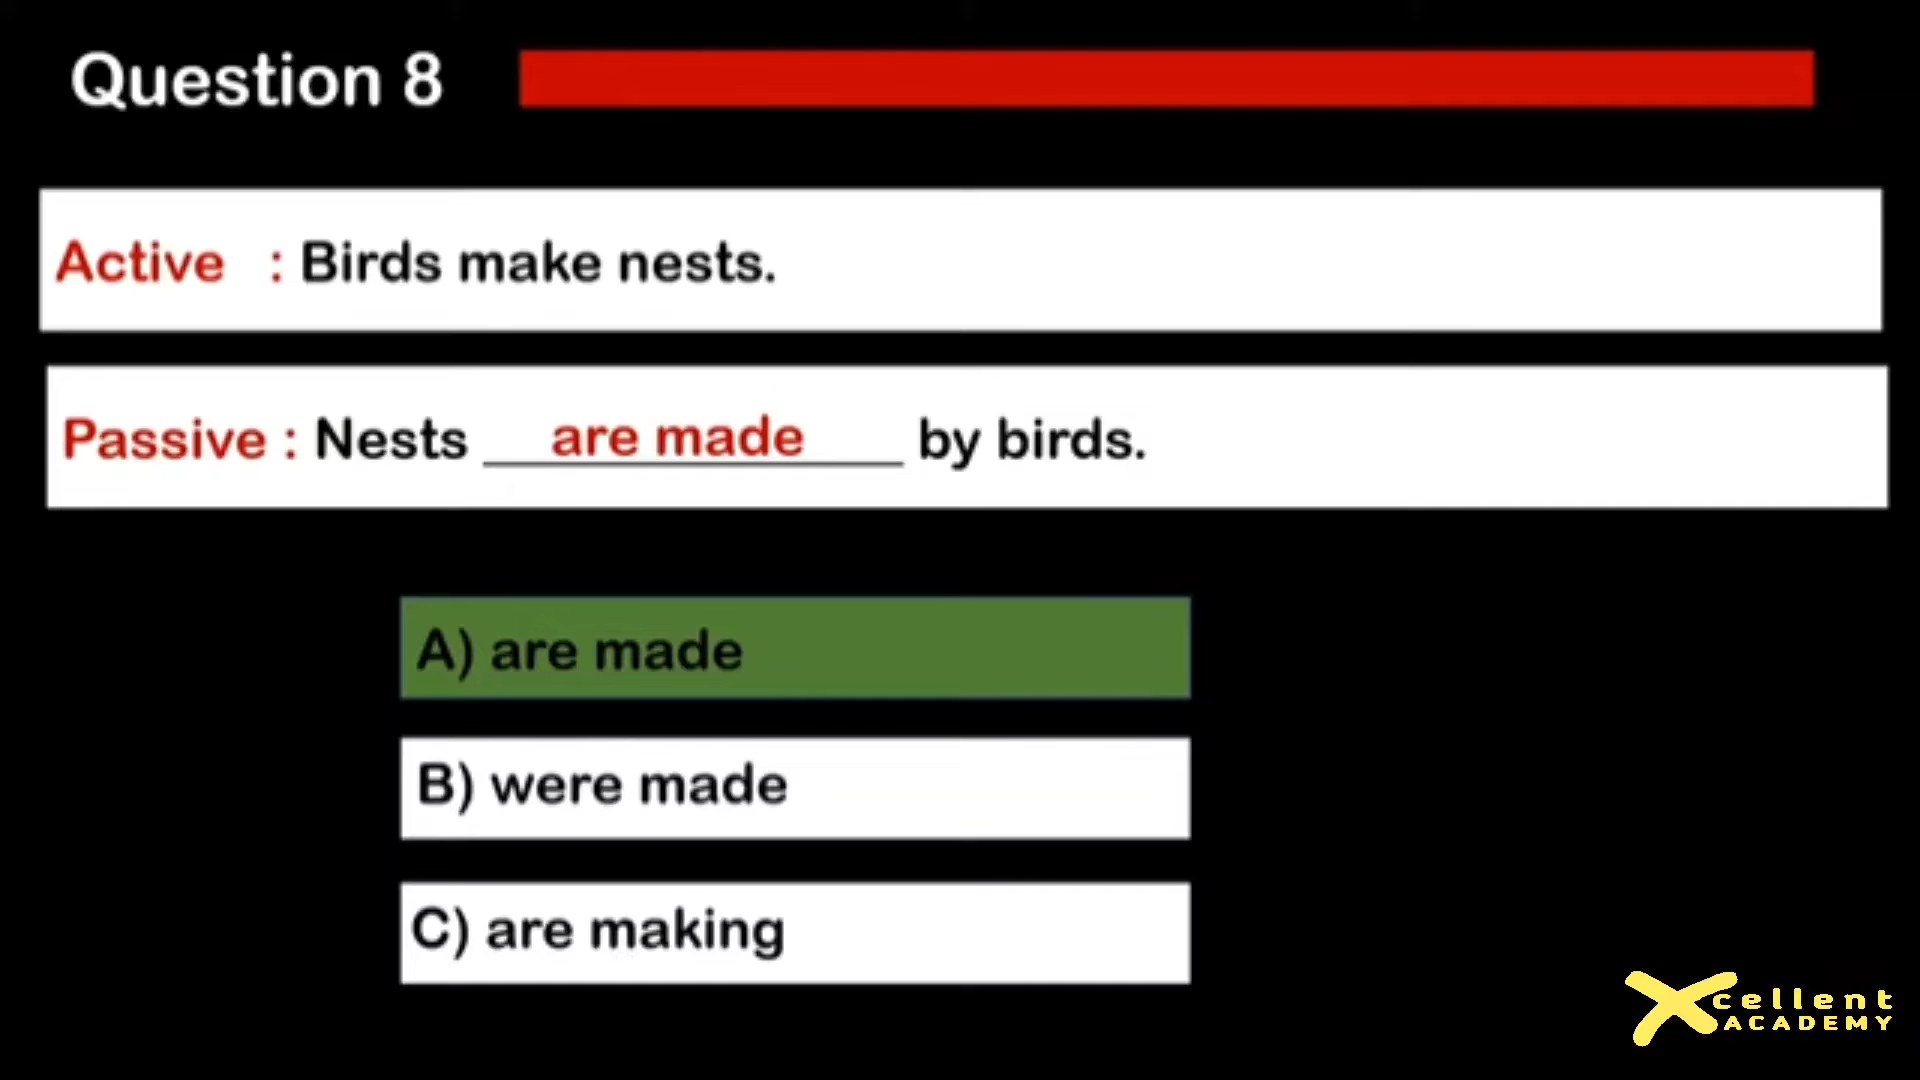 Question 8
Active : Birds make nests.
Passive : Nests are made by birds.
A) are made
B) were made
C) are making
Xcellent
ACADEMY